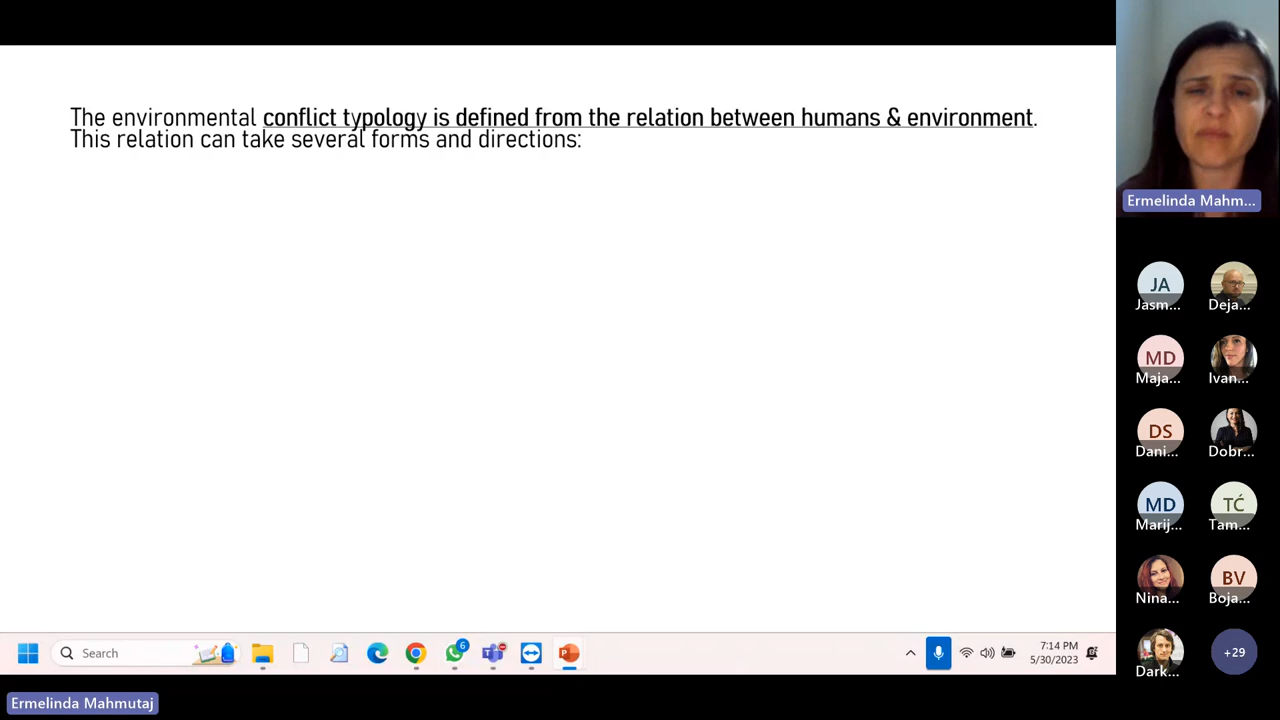 The environmental conflict typology is defined from the relation between humans & environment.
This relation can take several forms and directions:
Ermelinda Mahm...
JA
Jasm...
Deja...
MD
Maja...
Ivan...
DS
Dani...
Dobr...
MD
Marij...
TĆ
Tam...
Nina...
BV
Boja...
Dark...
+29
Search
6
7:14 PM
5/30/2023
Ermelinda Mahmutaj